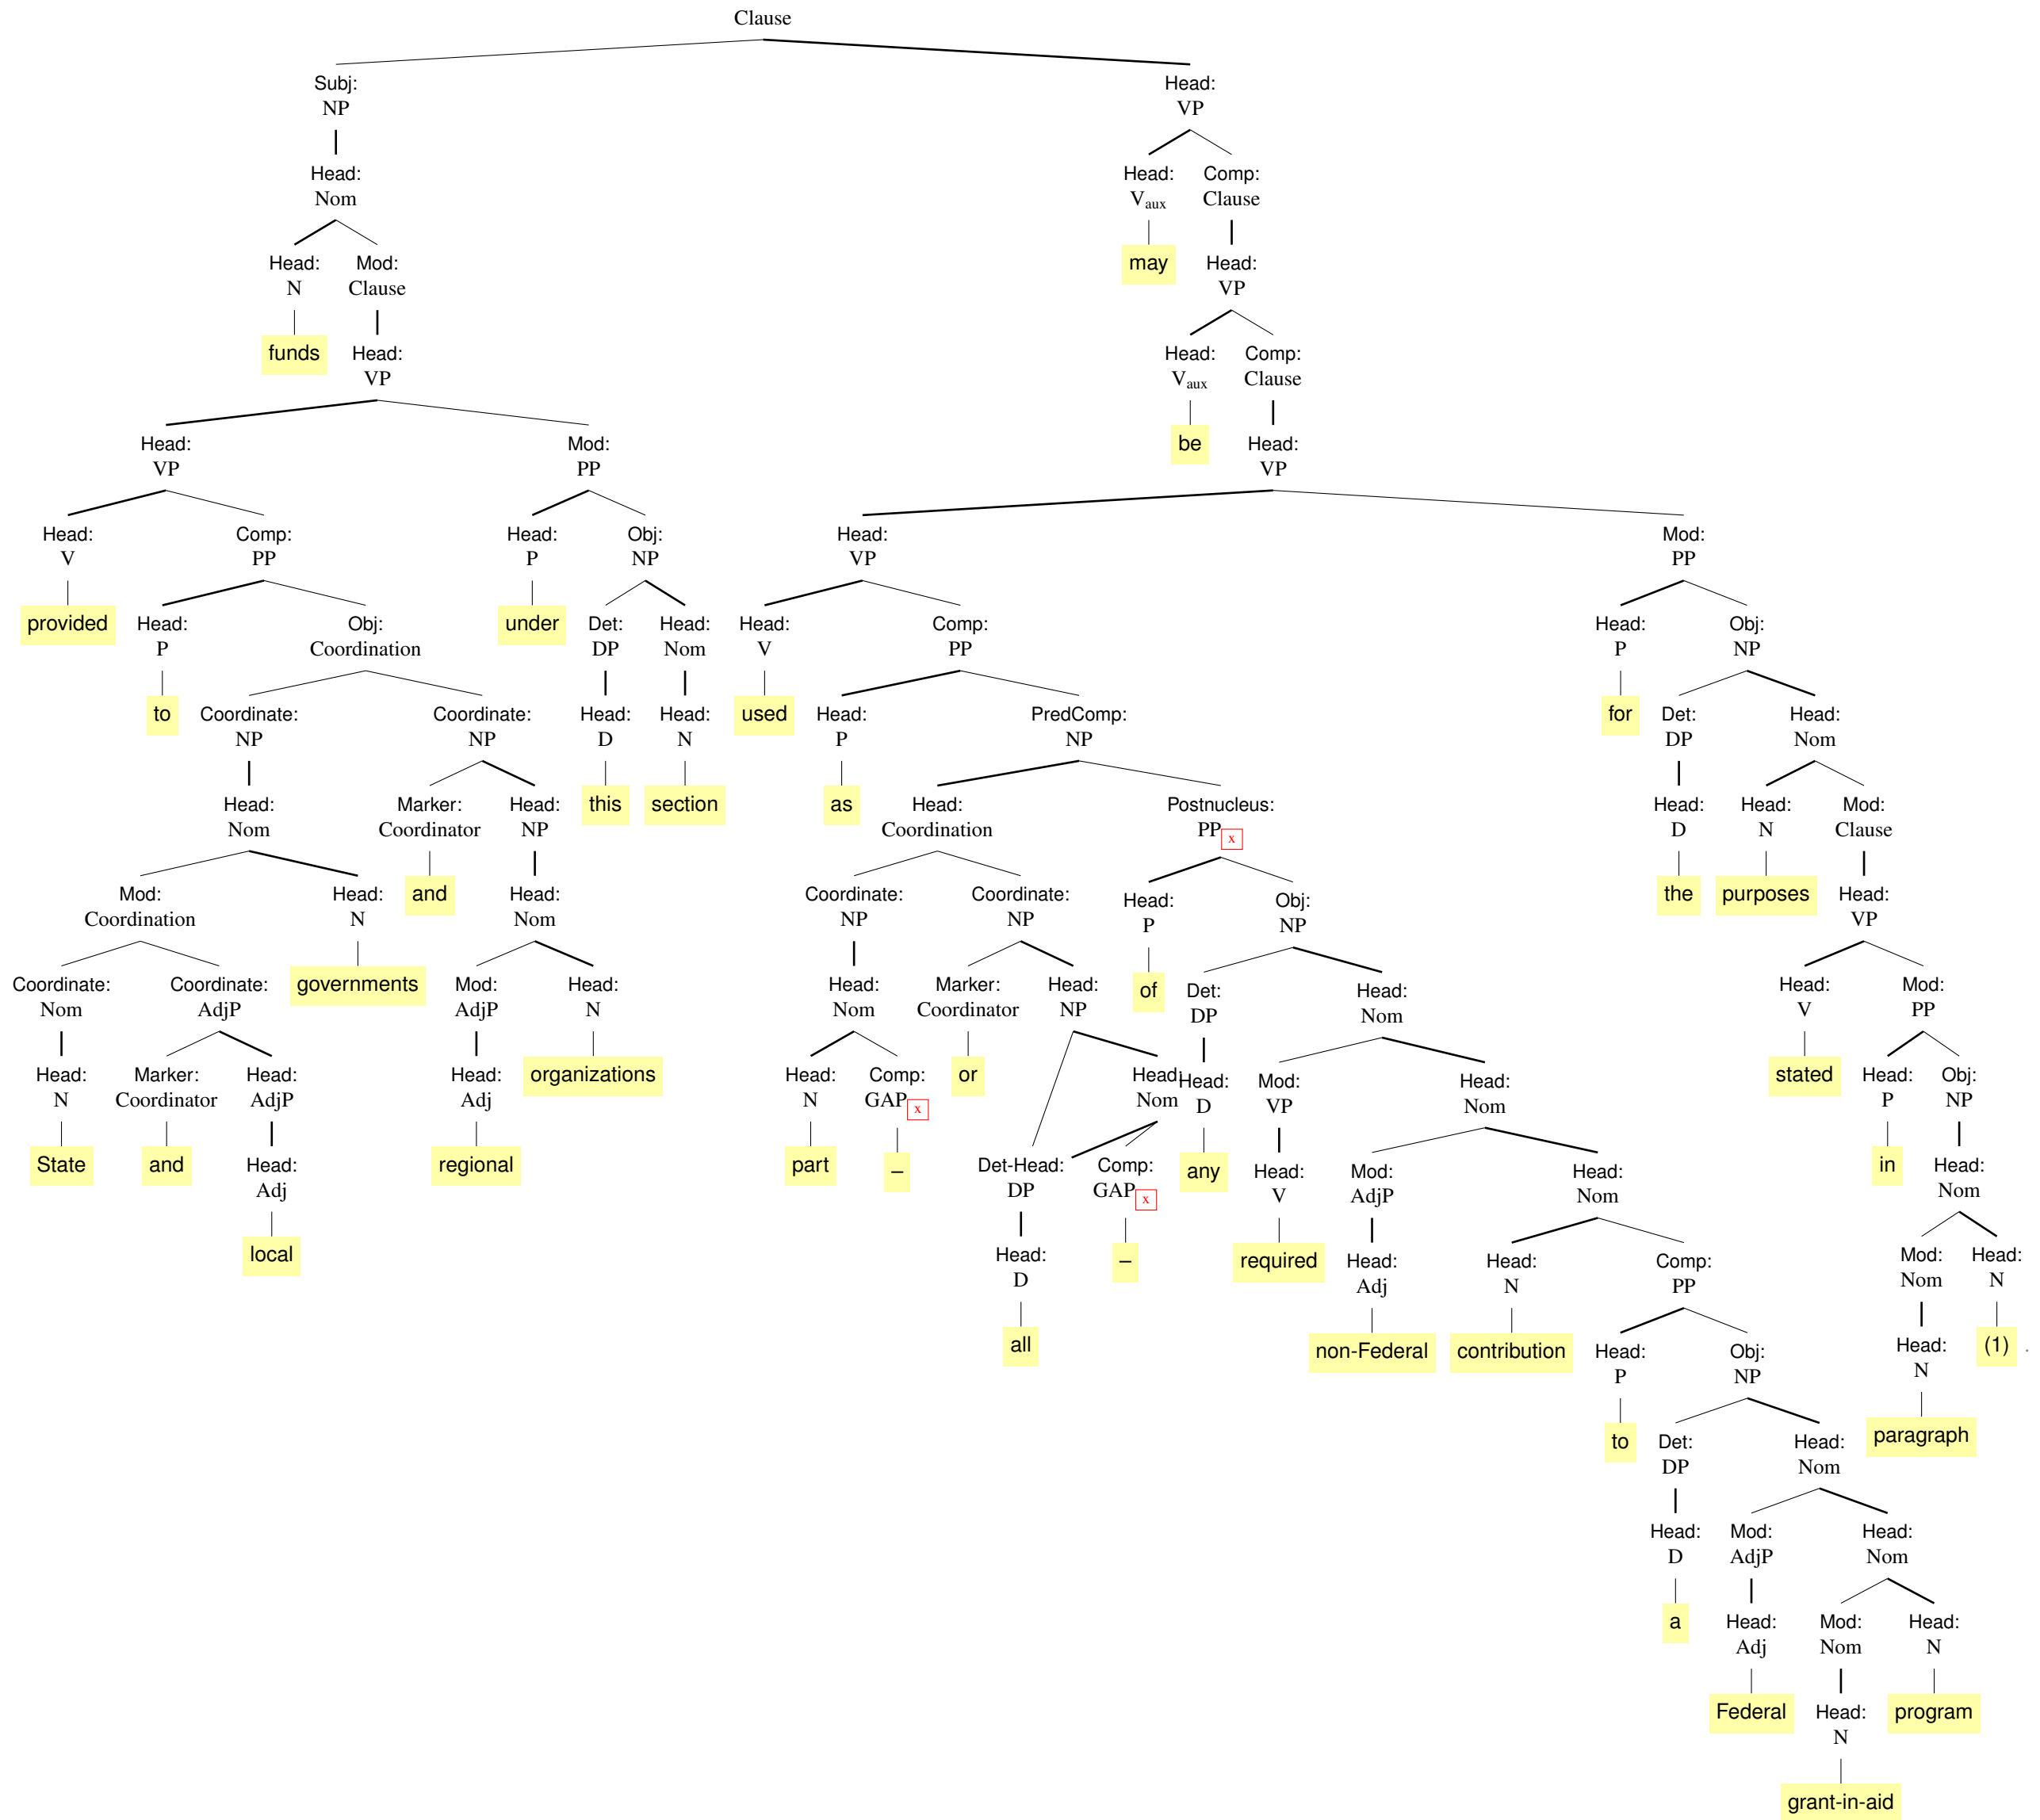 Clause
Subj: Head:
NP VP
Head: Head: Comp:
Nom Vaux Clause
Head: Mod: may Head:
N Clause VP
funds Head: Head: Comp:
VP Vaux Clause
Head: Mod: be Head:
VP PP VP
Head: Comp: Head: Obj: Head: Mod:
V PP P NP VP PP
provided Head: Obj: under Det: Head: Head: Comp: Head: Obj:
P Coordination DP Nom V PP P NP
to Coordinate: Coordinate: Head: Head: used Head: PredComp: for Det: Head:
NP NP D N P NP DP Nom
Head: Marker: Head: this section as Head: Postnucleus: Head: Head: Mod:
Nom Coordinator NP Coordination PP x D N Clause
Mod: Head: and Head: Coordinate: Coordinate: Head: Obj: the purposes Head:
Coordination N Nom NP NP P NP VP
Coordinate: Coordinate: governments Mod: Head: Head: Marker: Head: of Det: Head: Head: Mod:
Nom AdjP AdjP N Nom Coordinator NP DP Nom V PP
Head: Marker: Head: Head: organizations Head: Comp: or Head: Head: Mod: Head: stated Head: Obj:
N Coordinator AdjP Adj N GAP x Nom D VP Nom P NP
State and Head: regional part – Det-Head: Comp: any Head: Mod: Head: in Head:
Adj DP GAP x V AdjP Nom Nom
local Head: – required Head: Head: Comp: Mod: Head:
D Adj N PP Nom N
all non-Federal contribution Head: Obj: Head: (1) .
P NP N
to Det: Head: paragraph
DP Nom
Head: Mod: Head:
D AdjP Nom
a Head: Mod: Head:
Adj Nom N
Federal Head: program
N
grant-in-aid